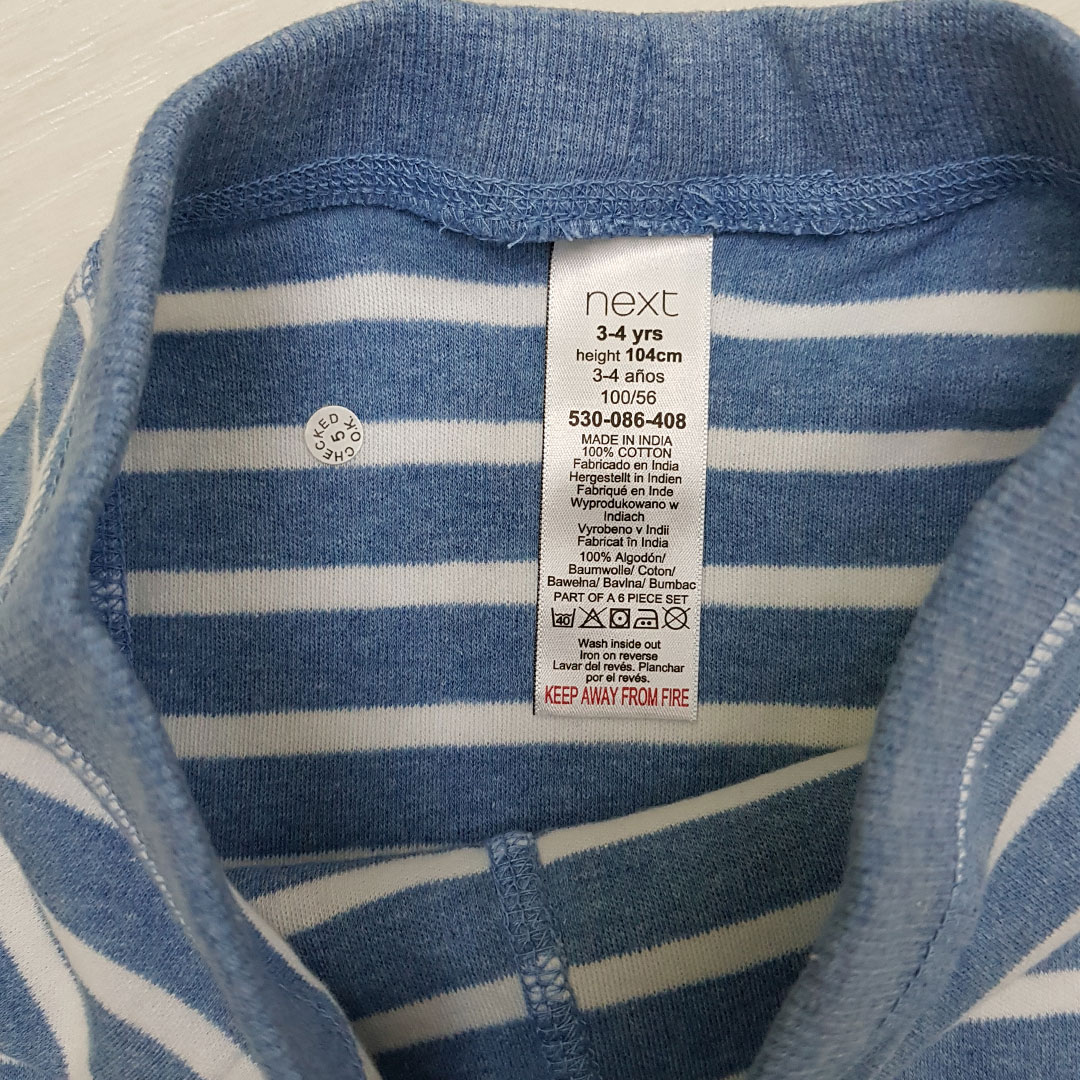 next
3-4 yrs
height 104cm
3-4 años
100/56
530-086-408
MADE IN INDIA
100% COTTON
Fabricado en India
Hergestellt in Indien
Fabriqué en Inde
Wyprodukowano w
Indiach
Vyrobeno v Indii
Fabricat în India
100% Algodón/
Baumwolle/ Coton/
Bawełna/ Bavlna/ Bumbac
PART OF A 6 PIECE SET
40
Wash inside out
Iron on reverse
Lavar del revés. Planchar
por el revés.
KEEP AWAY FROM FIRE
CHECKED OK
5